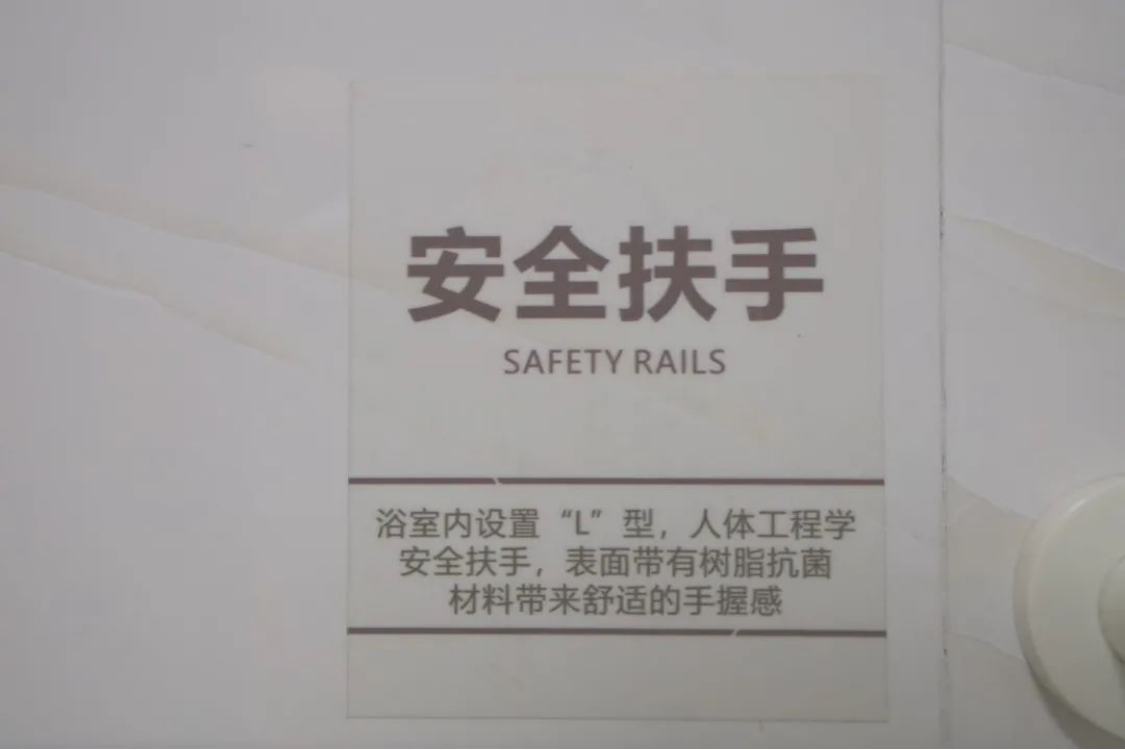 安全扶手
SAFETY RAILS
浴室内设置“L”型，人体工程学
安全扶手，表面带有树脂抗菌
材料带来舒适的手握感